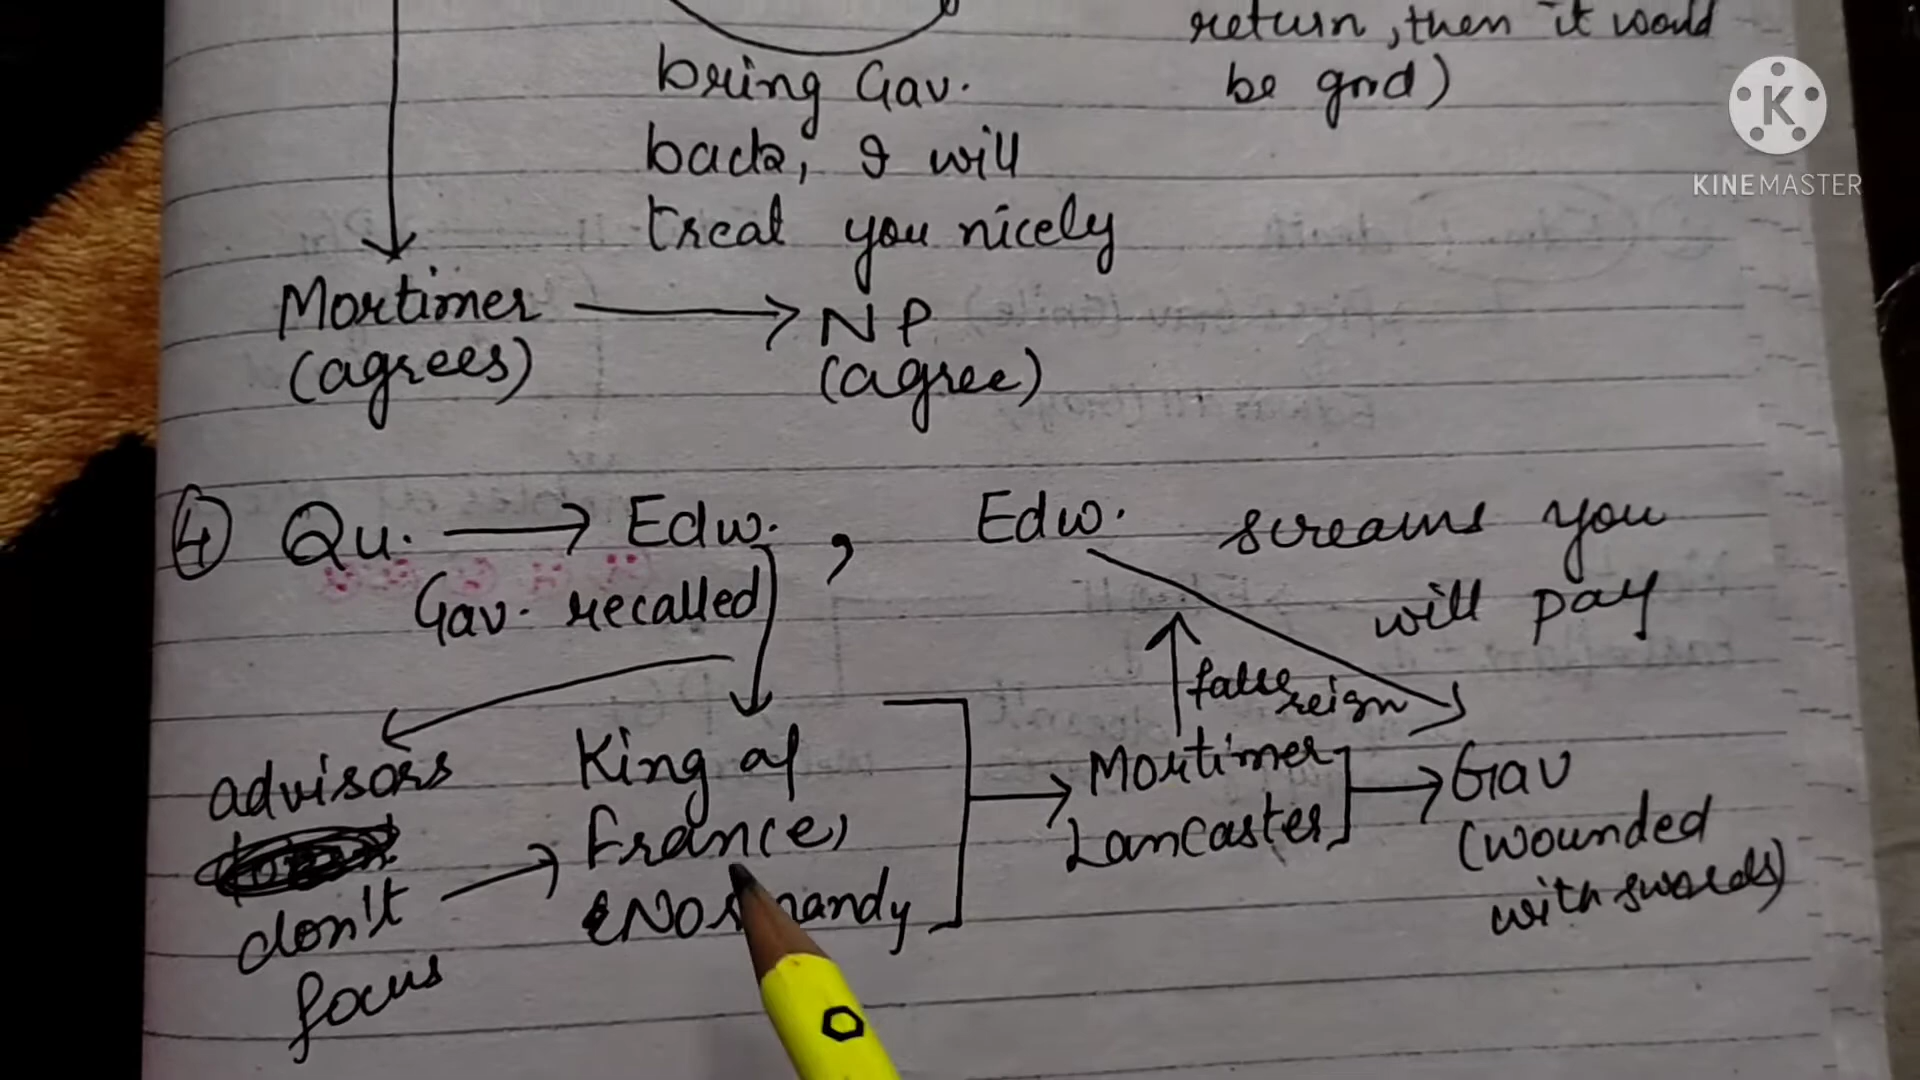 return, then it would
be good)
bring Gav.
back, I will
treat you nicely
KINEMASTER
Mortimer → NP
(agrees) (agree)
④ Qu. → Edw. , Edw. screams you
will pay
Gav. recalled
false reign
advisors
don't
focus
King of
France,
Normandy
Mortimer
Lancaster
Gav
(wounded
with swords)